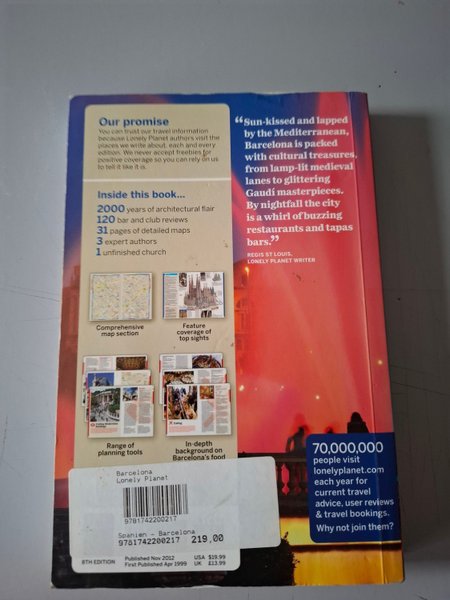 Our promise
You can trust our travel information
because Lonely Planet authors visit the
places we write about, each and every
edition. We never accept freebies for
positive coverage so you can rely on us
to tell it like it is.
Inside this book...
2000 years of architectural flair
120 bar and club reviews
31 pages of detailed maps
3 expert authors
1 unfinished church
Comprehensive
map section
Feature
coverage of
top sights
Range of
planning tools
In-depth
background on
Barcelona's food
“Sun-kissed and lapped
by the Mediterranean,
Barcelona is packed
with cultural treasures,
from lamp-lit medieval
lanes to glittering
Gaudí masterpieces.
By nightfall the city
is a whirl of buzzing
restaurants and tapas
bars.”
REGIS ST LOUIS,
LONELY PLANET WRITER
70,000,000
people visit
lonelyplanet.com
each year for
current travel
advice, user reviews
& travel bookings.
Why not join them?
Barcelona
Lonely Planet
9781742200217
Spanien - Barcelona
9781742200217 219,00
8TH EDITION
Published Nov 2012
First Published Apr 1999
USA $19.99
UK £13.99